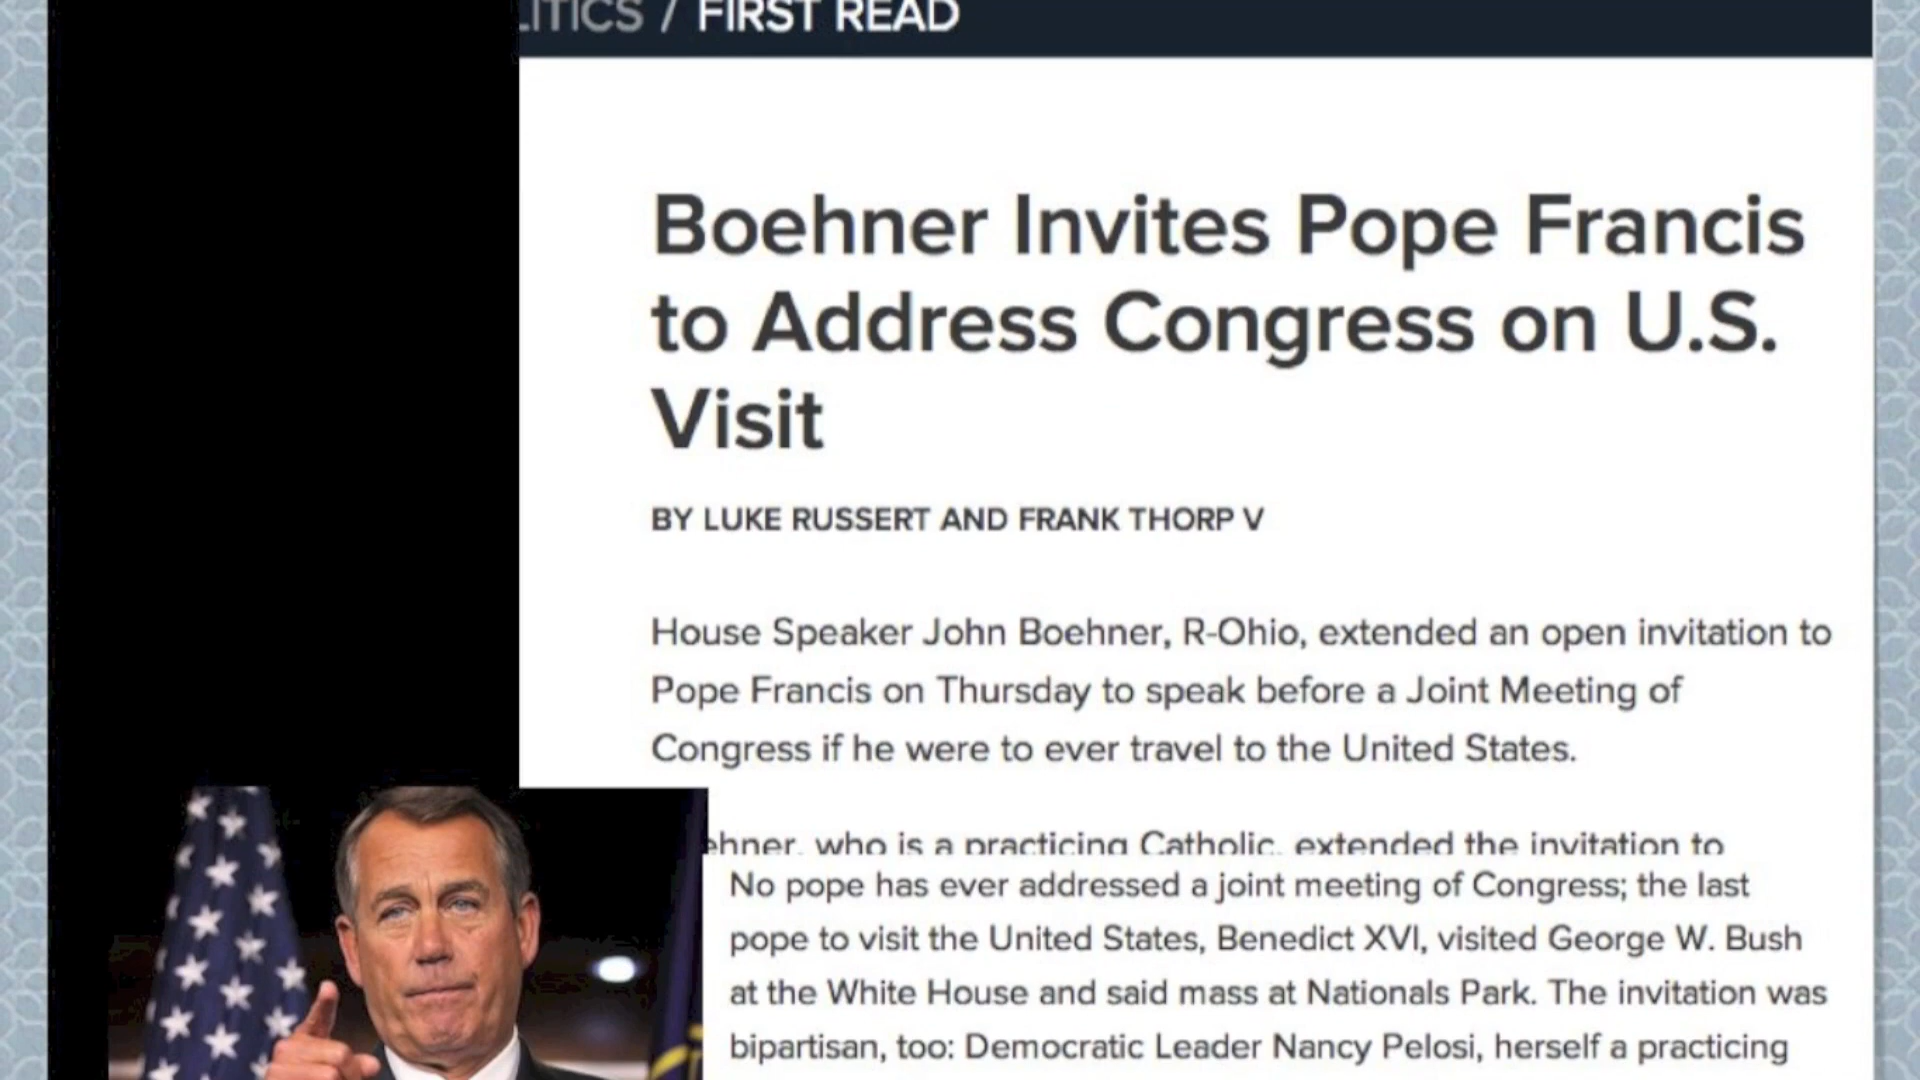 LITICS / FIRST READ
Boehner Invites Pope Francis
to Address Congress on U.S.
Visit
BY LUKE RUSSERT AND FRANK THORP V
House Speaker John Boehner, R-Ohio, extended an open invitation to
Pope Francis on Thursday to speak before a Joint Meeting of
Congress if he were to ever travel to the United States.
ehner, who is a practicing Catholic, extended the invitation to
No pope has ever addressed a joint meeting of Congress; the last
pope to visit the United States, Benedict XVI, visited George W. Bush
at the White House and said mass at Nationals Park. The invitation was
bipartisan, too: Democratic Leader Nancy Pelosi, herself a practicing